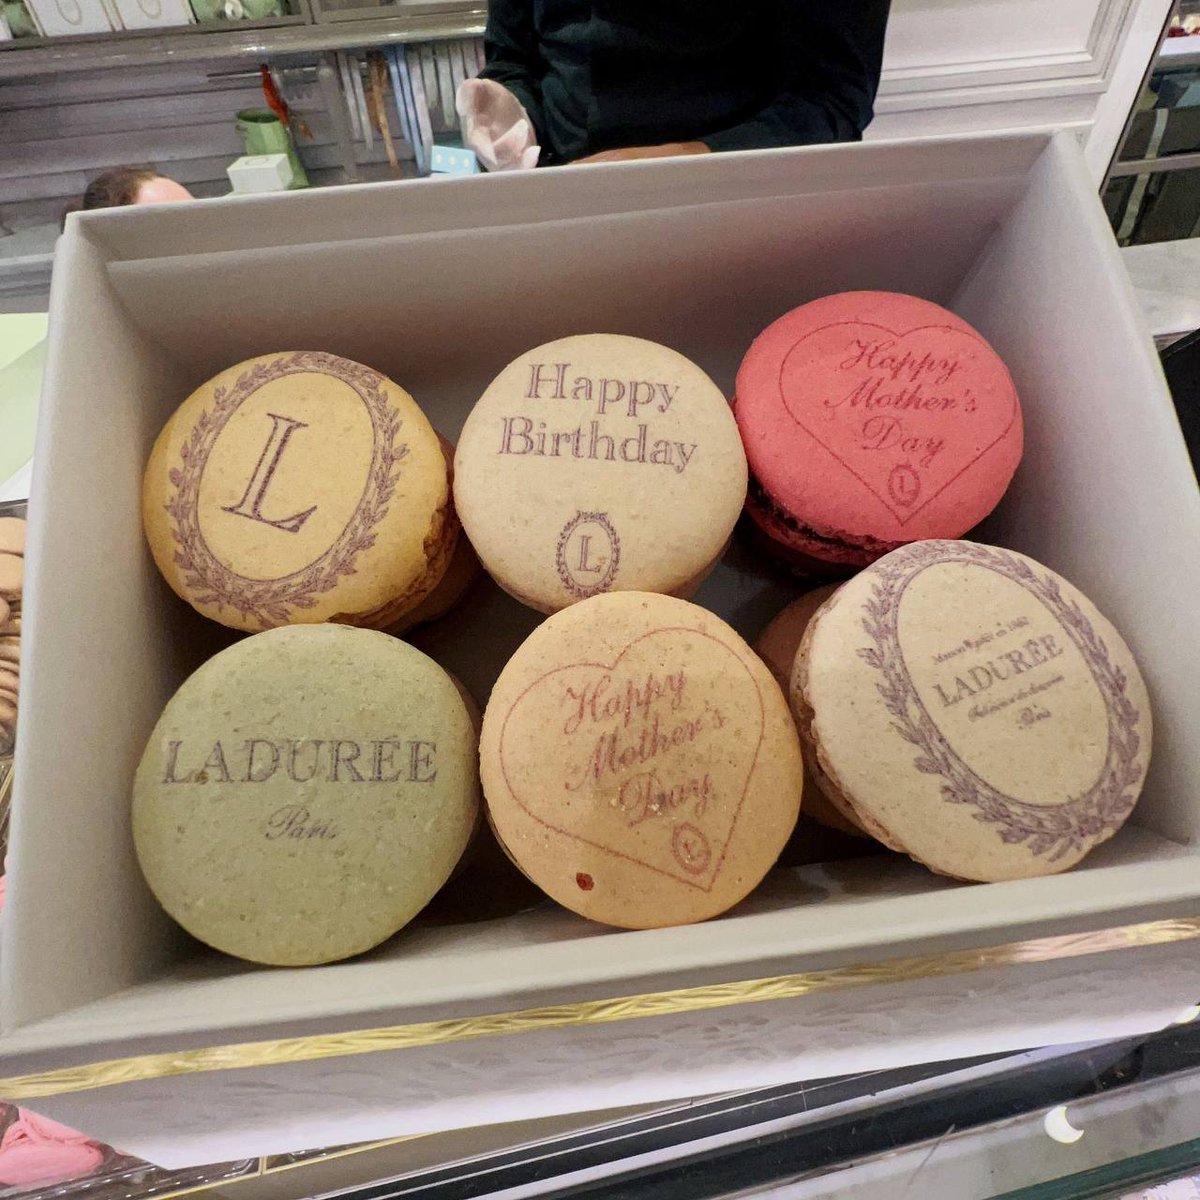 L
Happy
Birthday
L
Happy
Mother's
Day
L
LADURÉE
Paris
Happy
Mother's
Day
L
LADURÉE
Paris